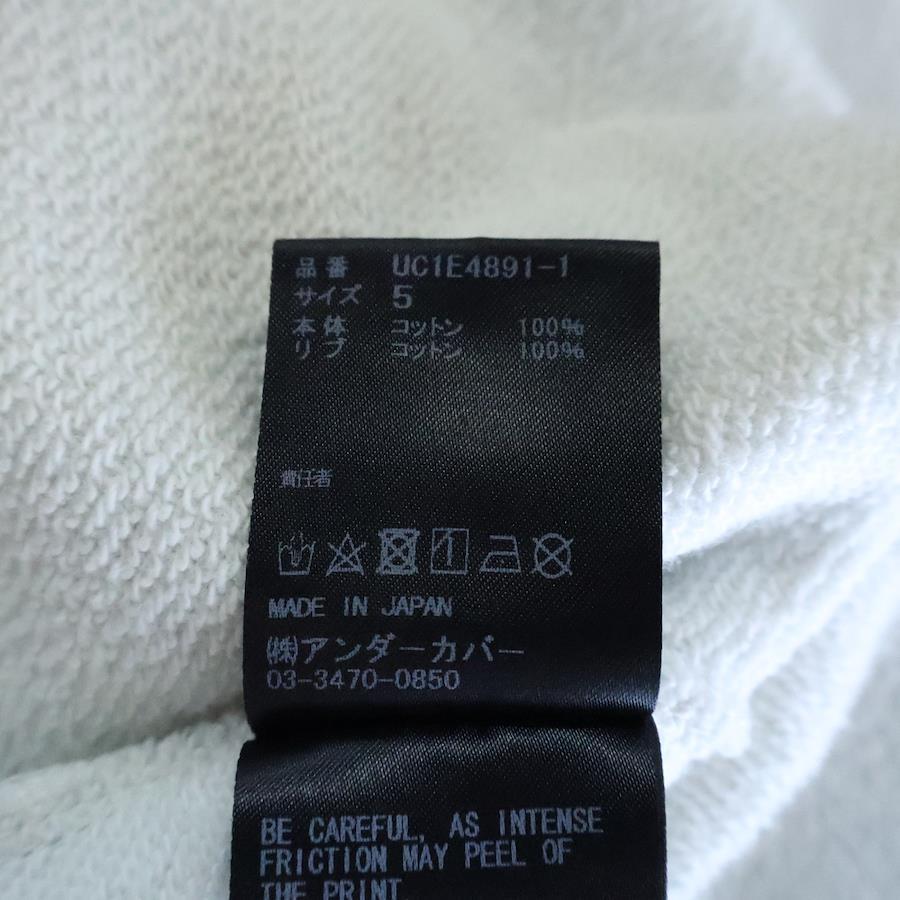 品番 UC1E4891-1
サイズ 5
本体 コットン 100%
リブ コットン 100%
責任者
MADE IN JAPAN
㈱アンダーカバー
03-3470-0850
BE CAREFUL, AS INTENSE
FRICTION MAY PEEL OF
THE PRINT